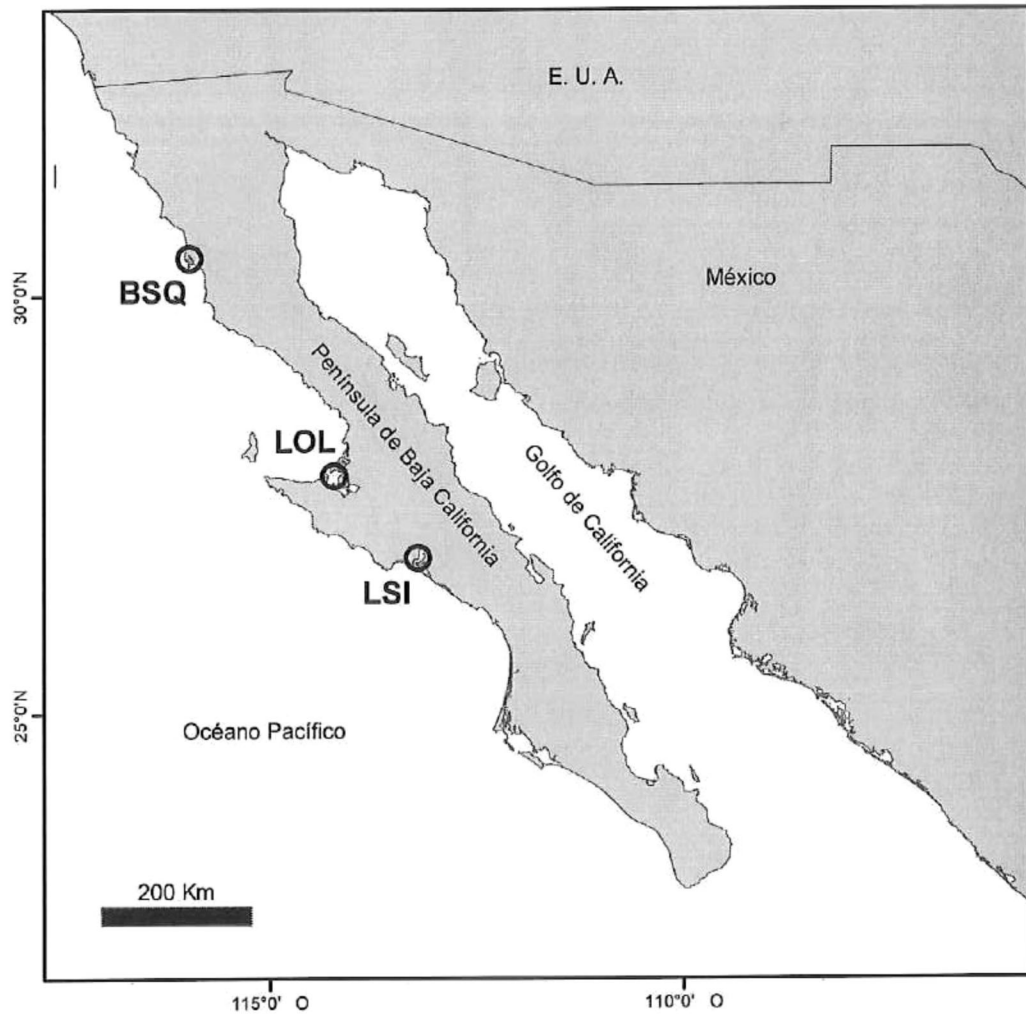 E. U. A.
México
30°0'N
BSQ
Península de Baja California
Golfo de California
LOL
LSI
25°0'N
Océano Pacífico
200 Km
115°0' O
110°0' O